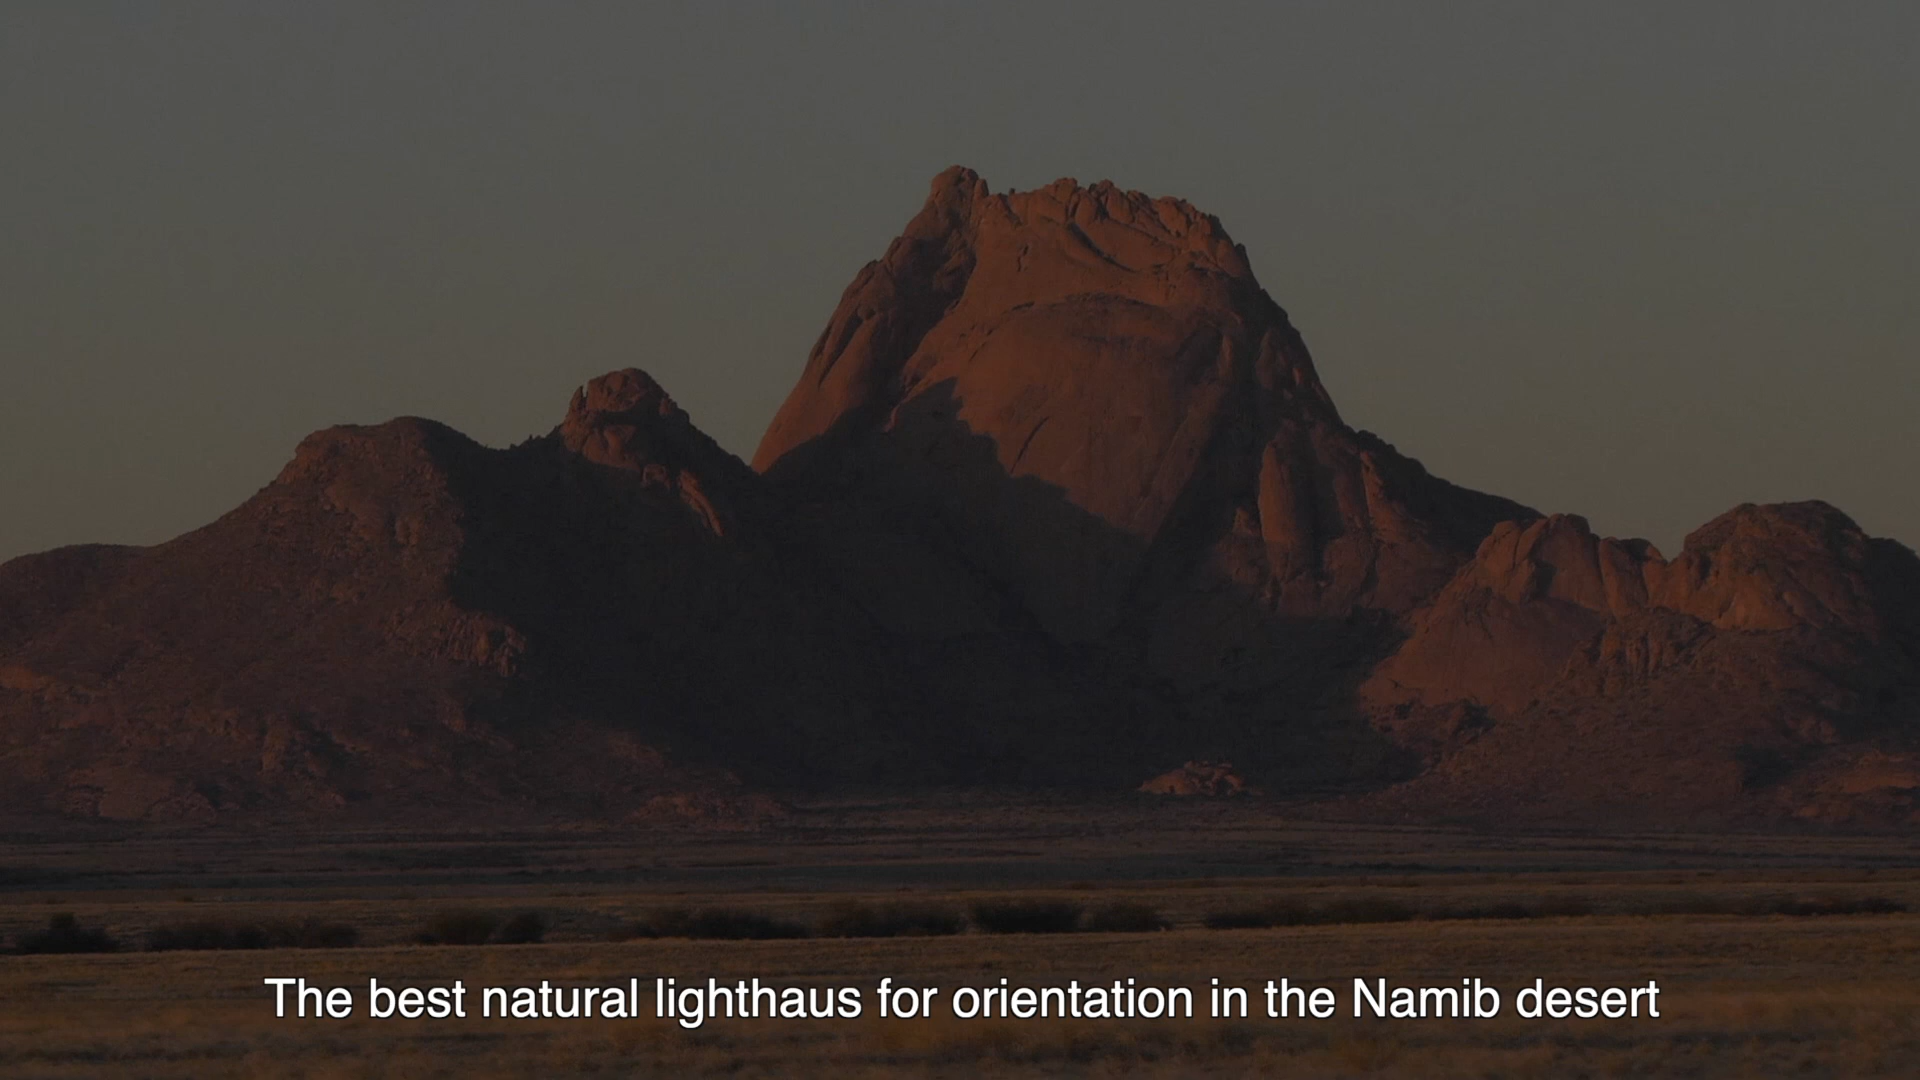 The best natural lighthaus for orientation in the Namib desert